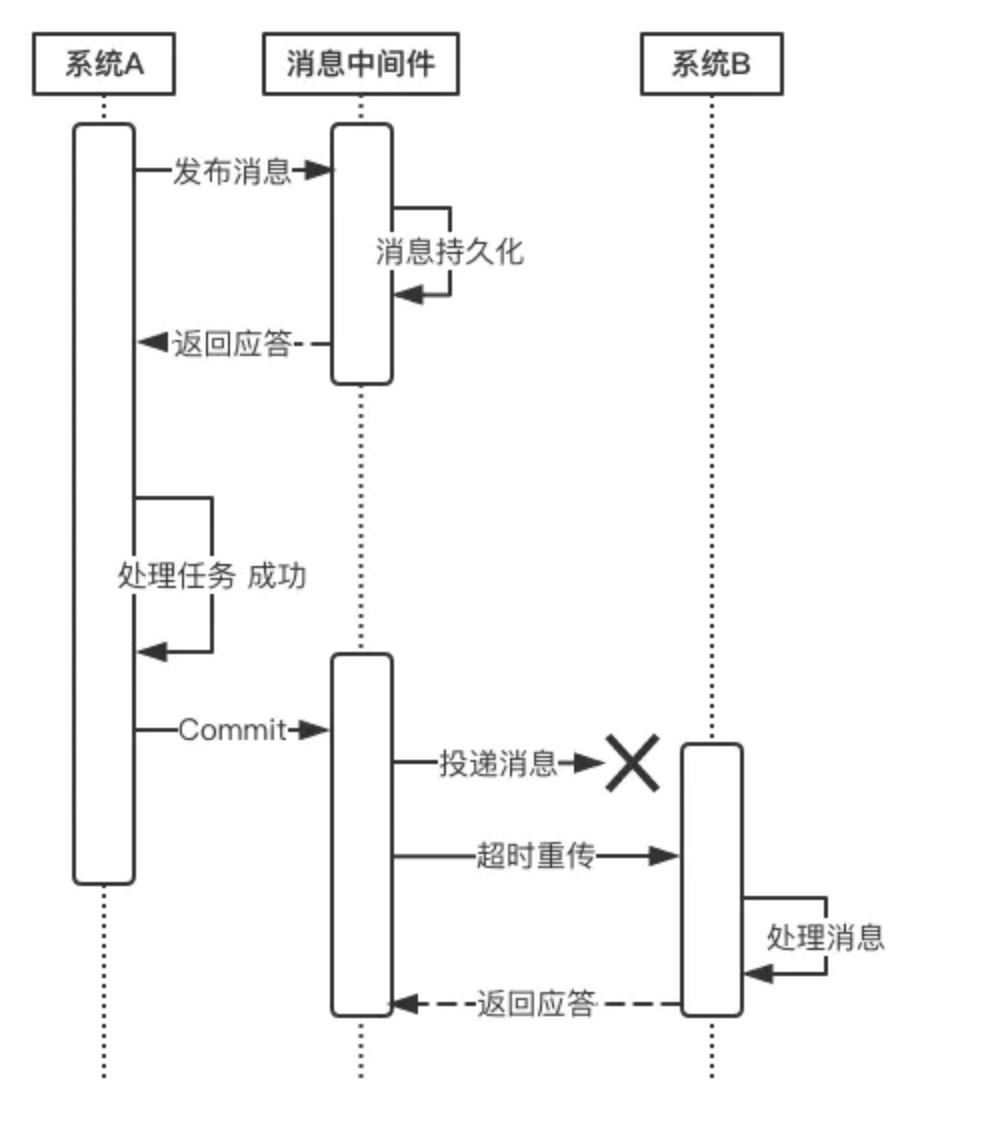 系统A
消息中间件
系统B
发布消息
消息持久化
返回应答
处理任务 成功
Commit
投递消息
超时重传
处理消息
返回应答